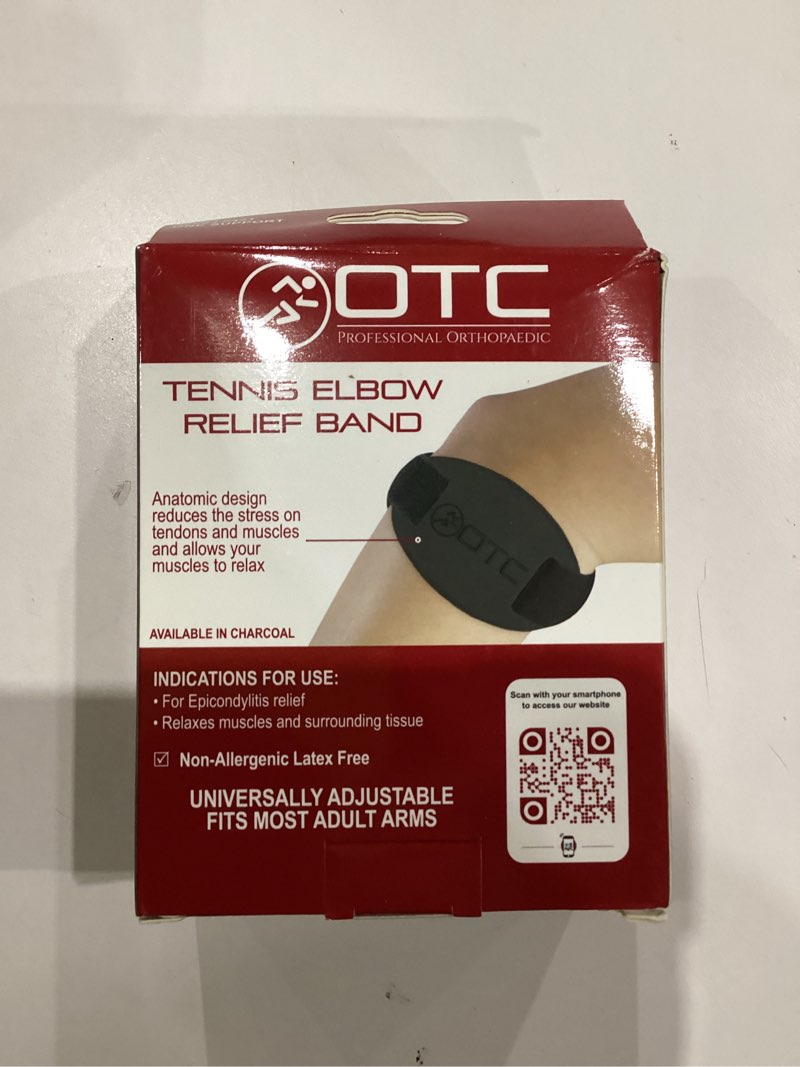 SUPPORT
OTC
PROFESSIONAL ORTHOPAEDIC
TENNIS ELBOW
RELIEF BAND
Anatomic design
reduces the stress on
tendons and muscles
and allows your
muscles to relax
OTC
AVAILABLE IN CHARCOAL
INDICATIONS FOR USE:
• For Epicondylitis relief
• Relaxes muscles and surrounding tissue
☑ Non-Allergenic Latex Free
UNIVERSALLY ADJUSTABLE
FITS MOST ADULT ARMS
Scan with your smartphone
to access our website